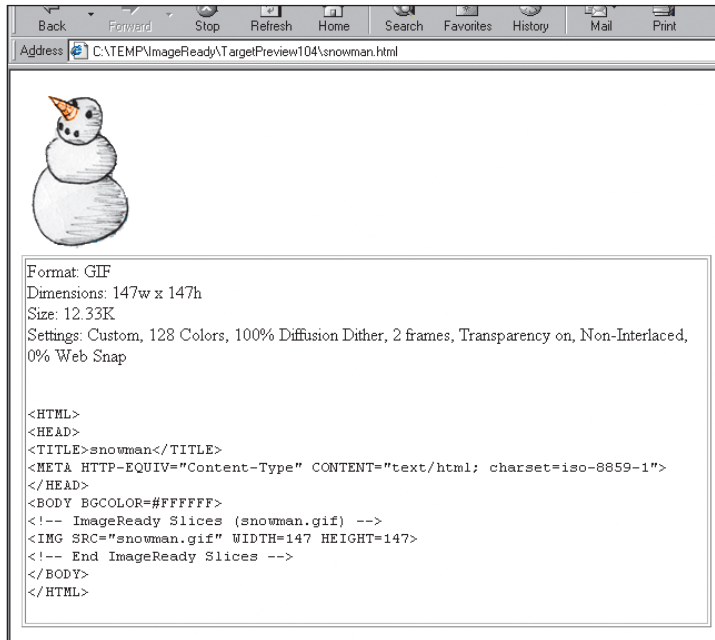 Back Forward Stop Refresh Home Search Favorites History Mail Print
Address C:\TEMP\ImageReady\TargetPreview104\snowman.html
Format: GIF
Dimensions: 147w x 147h
Size: 12.33K
Settings: Custom, 128 Colors, 100% Diffusion Dither, 2 frames, Transparency on, Non-Interlaced,
0% Web Snap
<HTML>
<HEAD>
<TITLE>snowman</TITLE>
<META HTTP-EQUIV="Content-Type" CONTENT="text/html; charset=iso-8859-1">
</HEAD>
<BODY BGCOLOR=#FFFFFF>
<!-- ImageReady Slices (snowman.gif) -->
<IMG SRC="snowman.gif" WIDTH=147 HEIGHT=147>
<!-- End ImageReady Slices -->
</BODY>
</HTML>